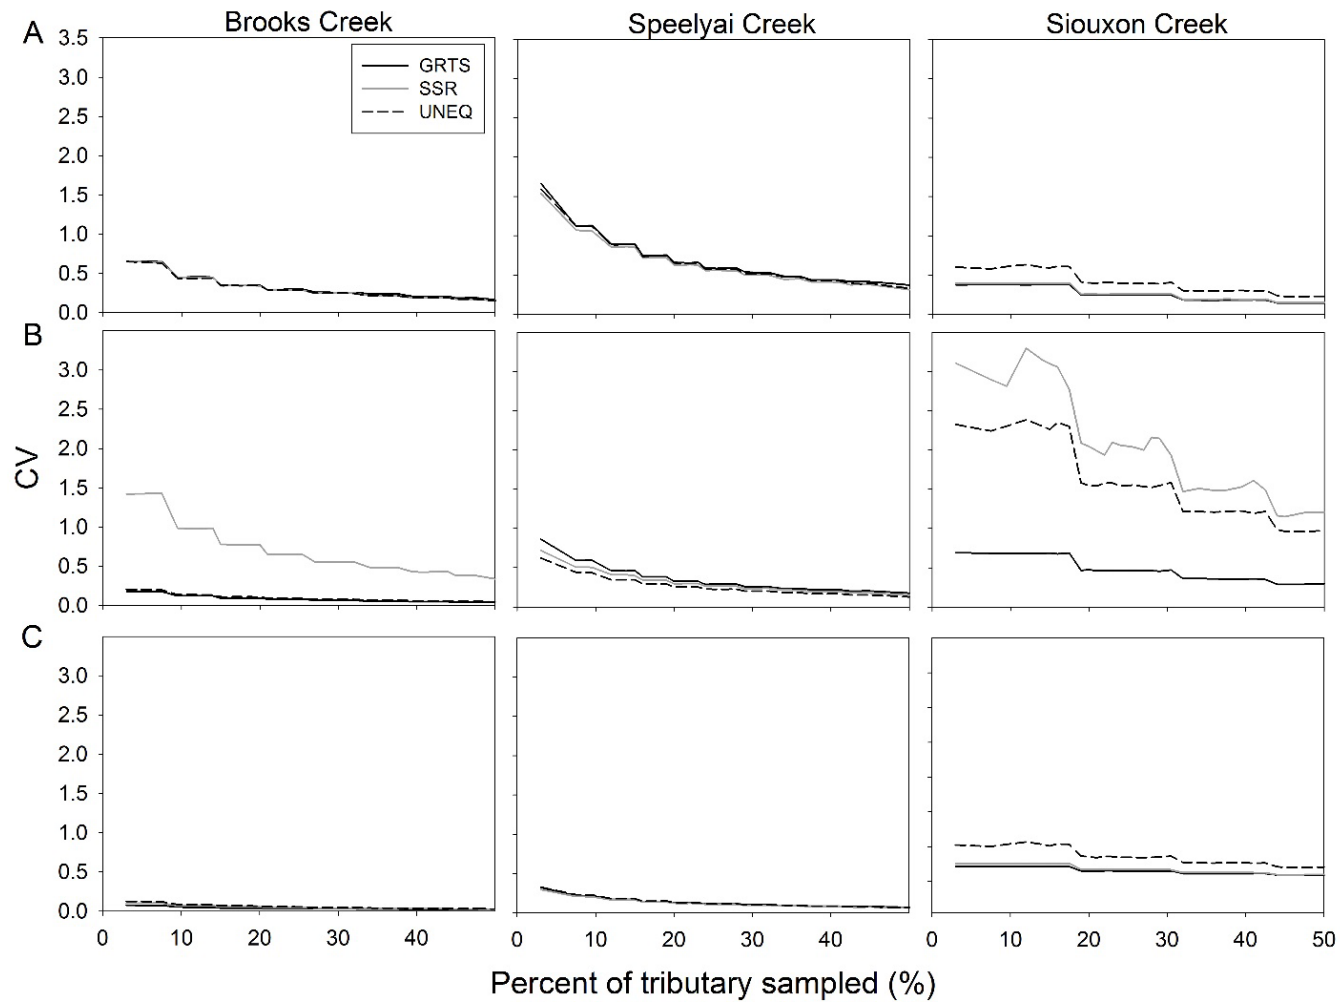 A
Brooks Creek
Speelyai Creek
Siouxon Creek
3.5
3.0
2.5
2.0
1.5
1.0
0.5
0.0
GRTS
SSR
UNEQ
B
3.0
2.5
2.0
1.5
1.0
0.5
0.0
CV
C
3.0
2.5
2.0
1.5
1.0
0.5
0.0
0 10 20 30 40
0 10 20 30 40
0 10 20 30 40 50
Percent of tributary sampled (%)